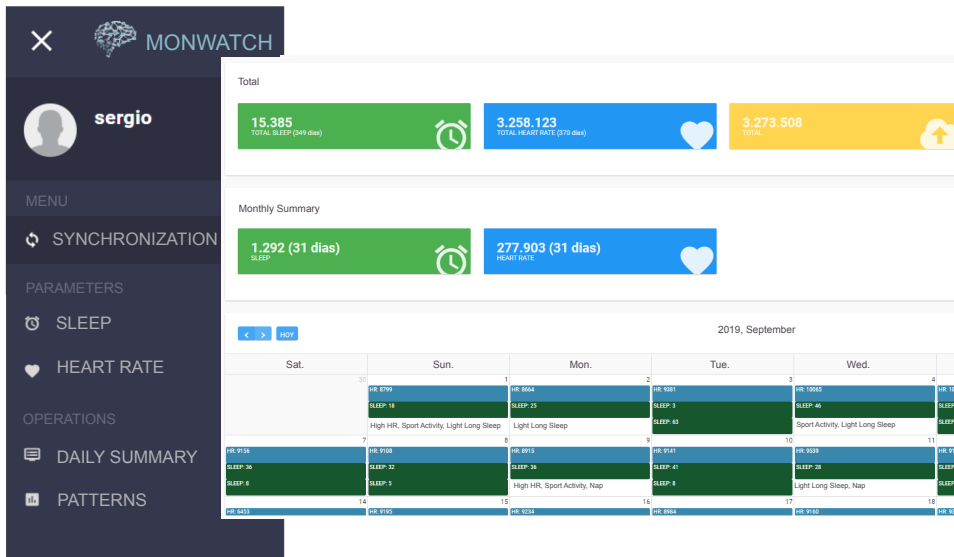 MONWATCH
sergio
MENU
SYNCHRONIZATION
PARAMETERS
SLEEP
HEART RATE
OPERATIONS
DAILY SUMMARY
PATTERNS
Total
15.385
TOTAL SLEEP (349 dias)
3.258.123
TOTAL HEART RATE (370 dias)
3.273.508
TOTAL
Monthly Summary
1.292 (31 dias)
SLEEP
277.903 (31 dias)
HEART RATE
HOY
2019, September
Sat. Sun. Mon. Tue. Wed.
30 1 2 3 4
HR: 8799 HR: 8664 HR: 9381 HR: 10065
SLEEP: 18 SLEEP: 25 SLEEP: 3 SLEEP: 46
SLEEP: 63
High HR, Sport Activity, Light Long Sleep Light Long Sleep Sport Activity, Light Long Sleep
7 8 9 10 11
HR: 9156 HR: 9108 HR: 8915 HR: 9141 HR: 9539
SLEEP: 36 SLEEP: 32 SLEEP: 36 SLEEP: 41 SLEEP: 28
SLEEP: 8 SLEEP: 5 High HR, Sport Activity, Nap SLEEP: 8 Light Long Sleep, Nap
14 15 16 17 18
HR: 6453 HR: 9195 HR: 9234 HR: 8984 HR: 9160